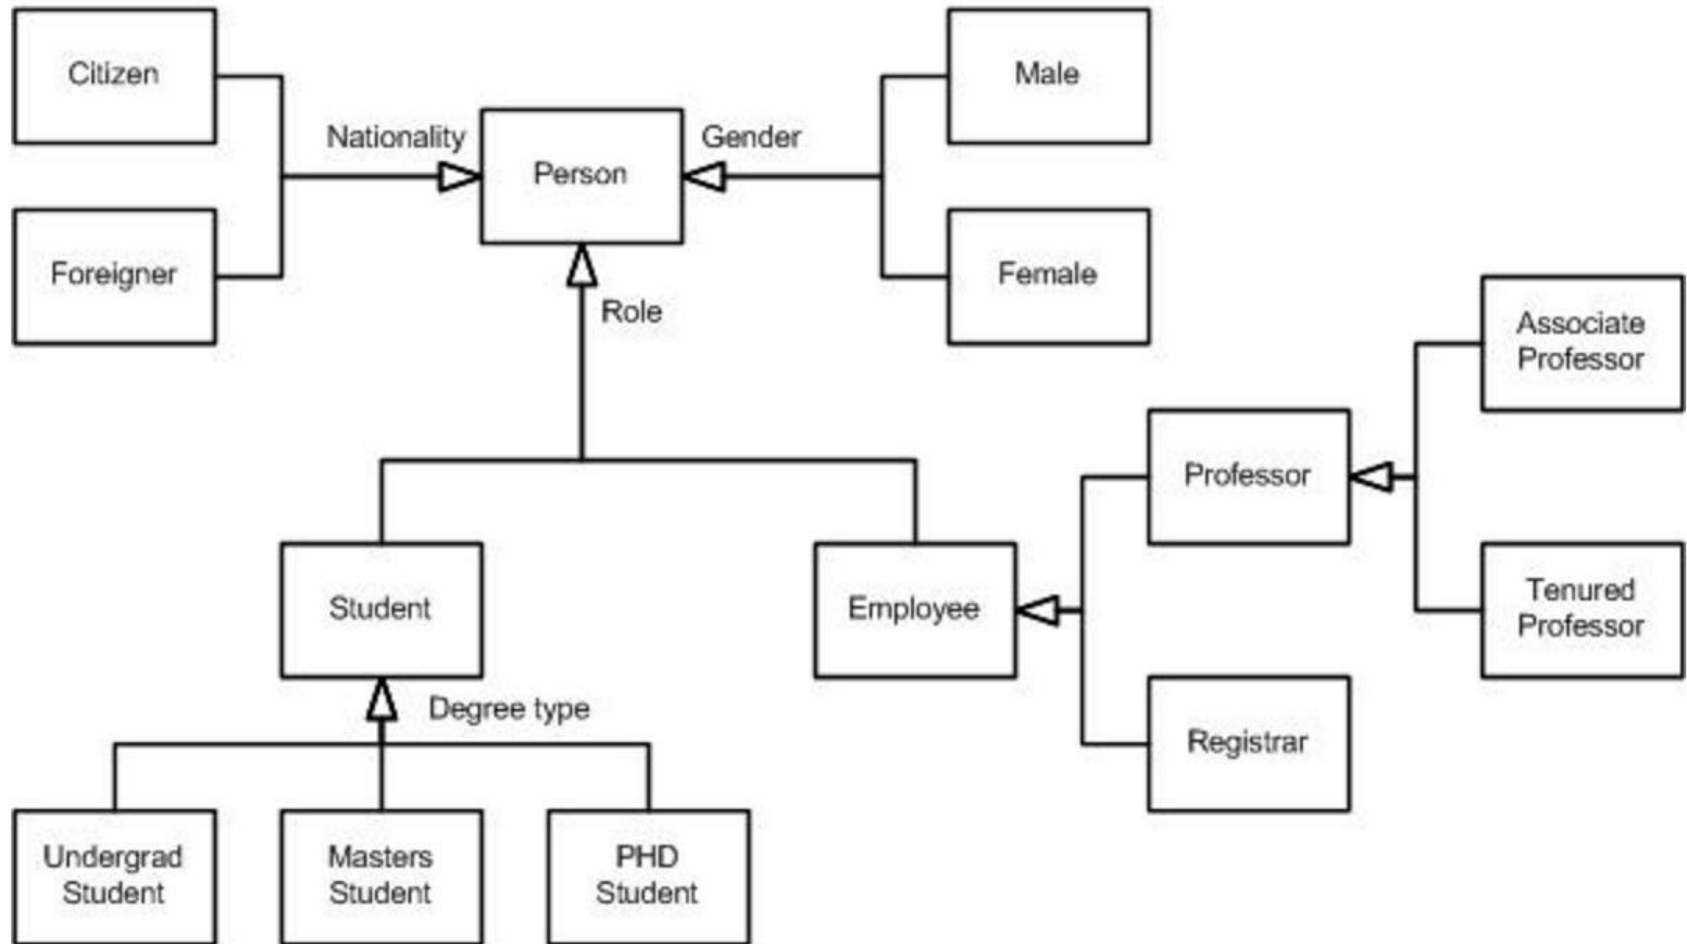 Citizen
Male
Nationality
Gender
Person
Foreigner
Female
Role
Associate
Professor
Professor
Tenured
Professor
Student
Employee
Degree type
Registrar
Undergrad
Student
Masters
Student
PHD
Student